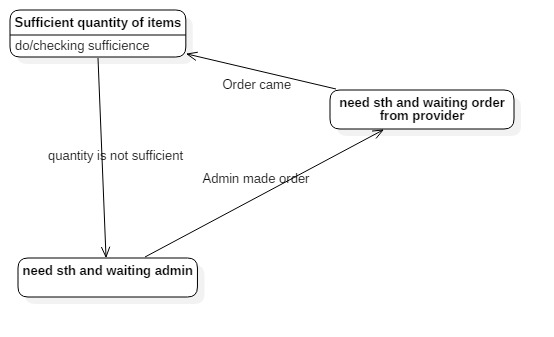 Sufficient quantity of items
do/checking sufficience
Order came
need sth and waiting order
from provider
quantity is not sufficient
Admin made order
need sth and waiting admin